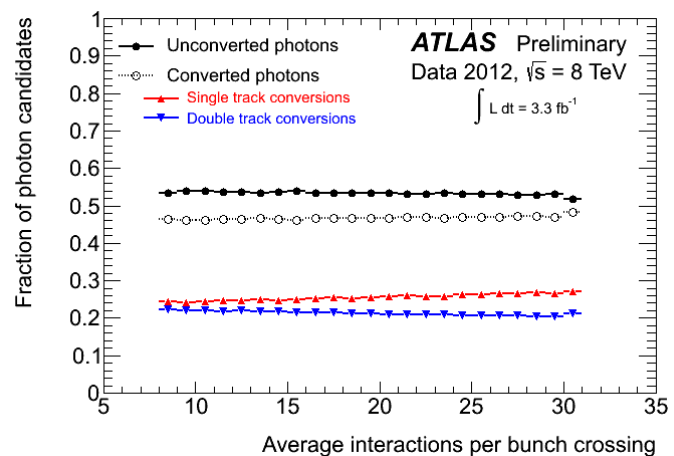 1
0.9
0.8
0.7
0.6
0.5
0.4
0.3
0.2
0.1
0
Fraction of photon candidates
Unconverted photons
Converted photons
Single track conversions
Double track conversions
ATLAS Preliminary
Data 2012, √s = 8 TeV
∫ L dt = 3.3 fb⁻¹
5 10 15 20 25 30 35
Average interactions per bunch crossing